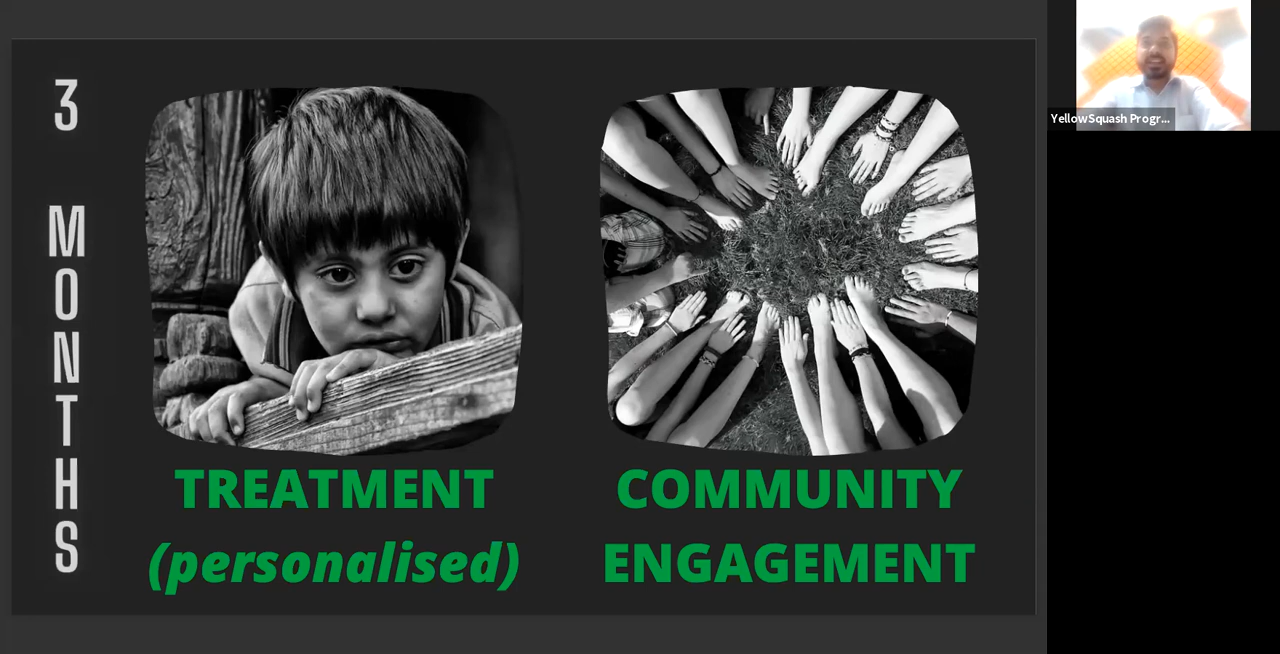 3 MONTHS
TREATMENT
(personalised)
COMMUNITY
ENGAGEMENT
YellowSquash Progr...